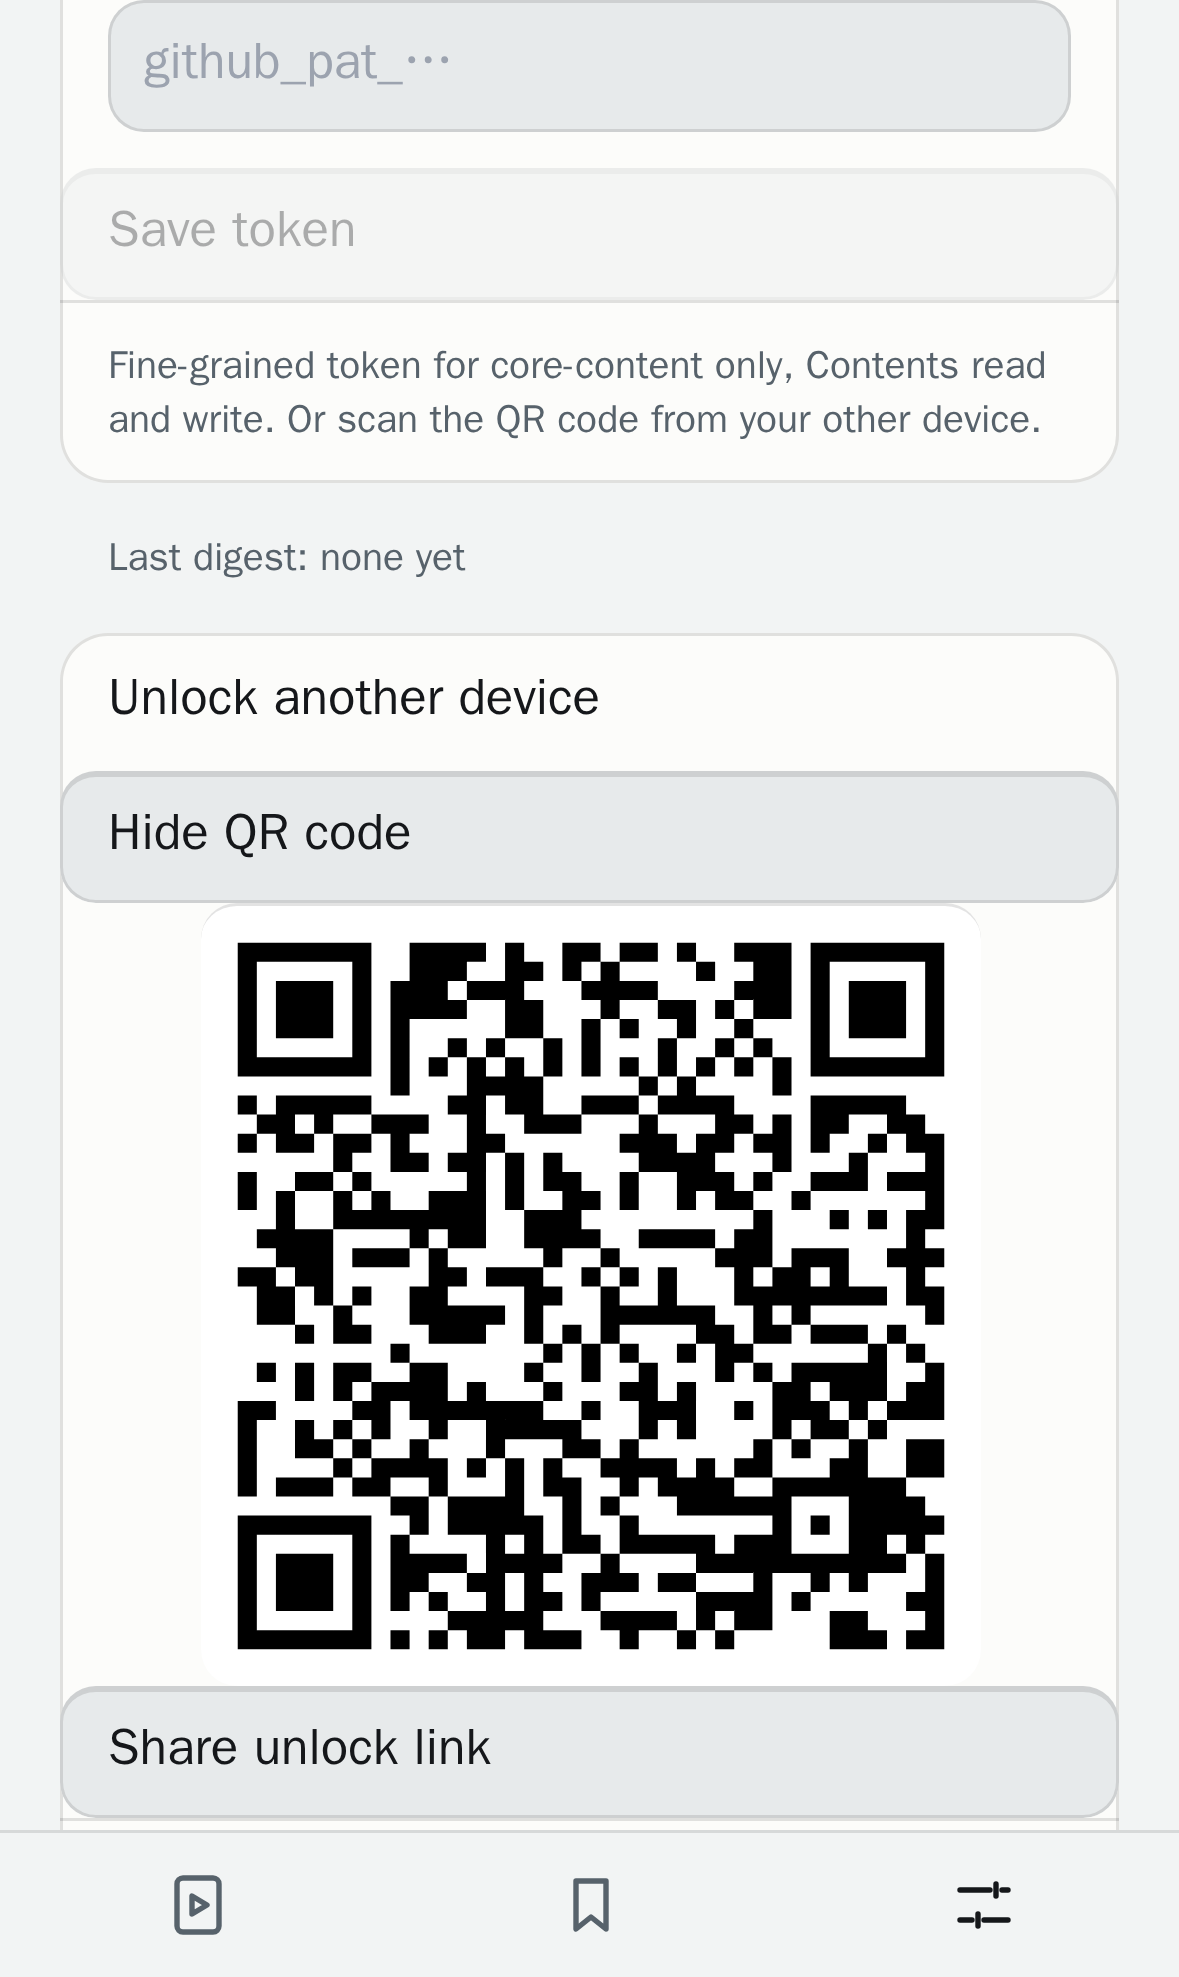 github_pat_···
Save token
Fine-grained token for core-content only, Contents read
and write. Or scan the QR code from your other device.
Last digest: none yet
Unlock another device
Hide QR code
Share unlock link